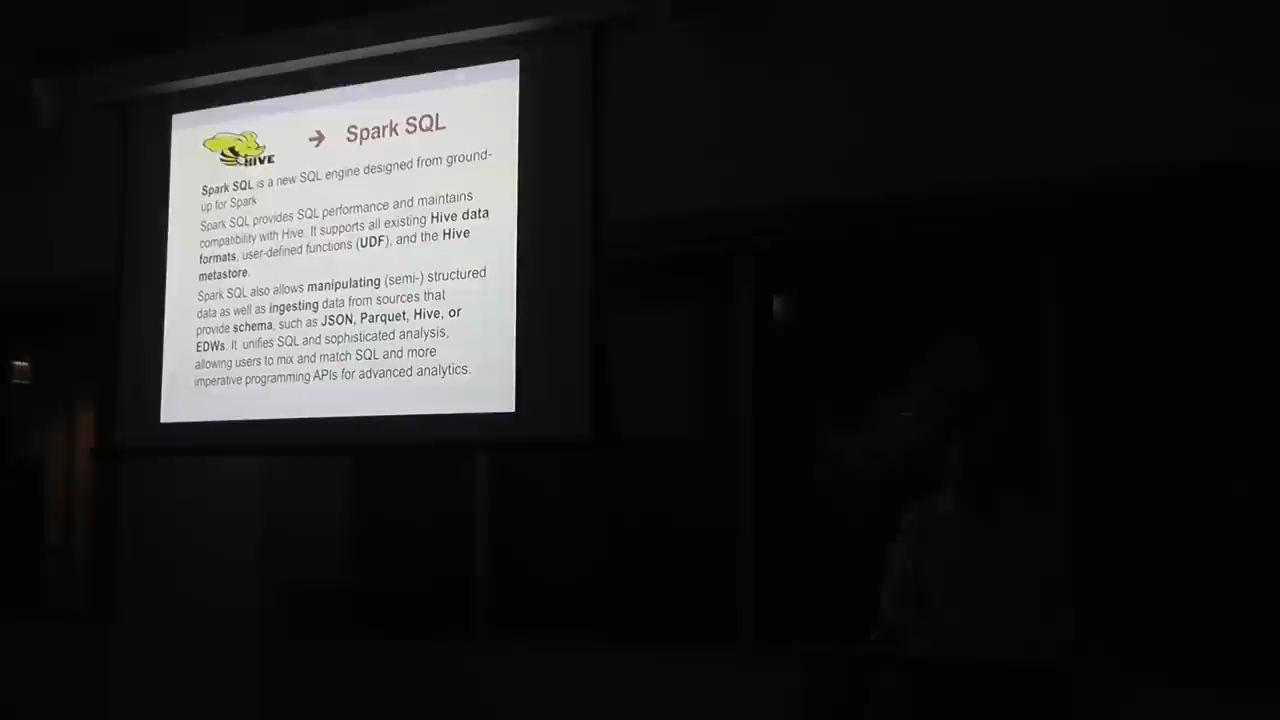 HIVE → Spark SQL
Spark SQL is a new SQL engine designed from ground-
up for Spark
Spark SQL provides SQL performance and maintains
compatibility with Hive. It supports all existing Hive data
formats, user-defined functions (UDF), and the Hive
metastore.
Spark SQL also allows manipulating (semi-) structured
data as well as ingesting data from sources that
provide schema, such as JSON, Parquet, Hive, or
EDWs. It unifies SQL and sophisticated analysis,
allowing users to mix and match SQL and more
imperative programming APIs for advanced analytics.